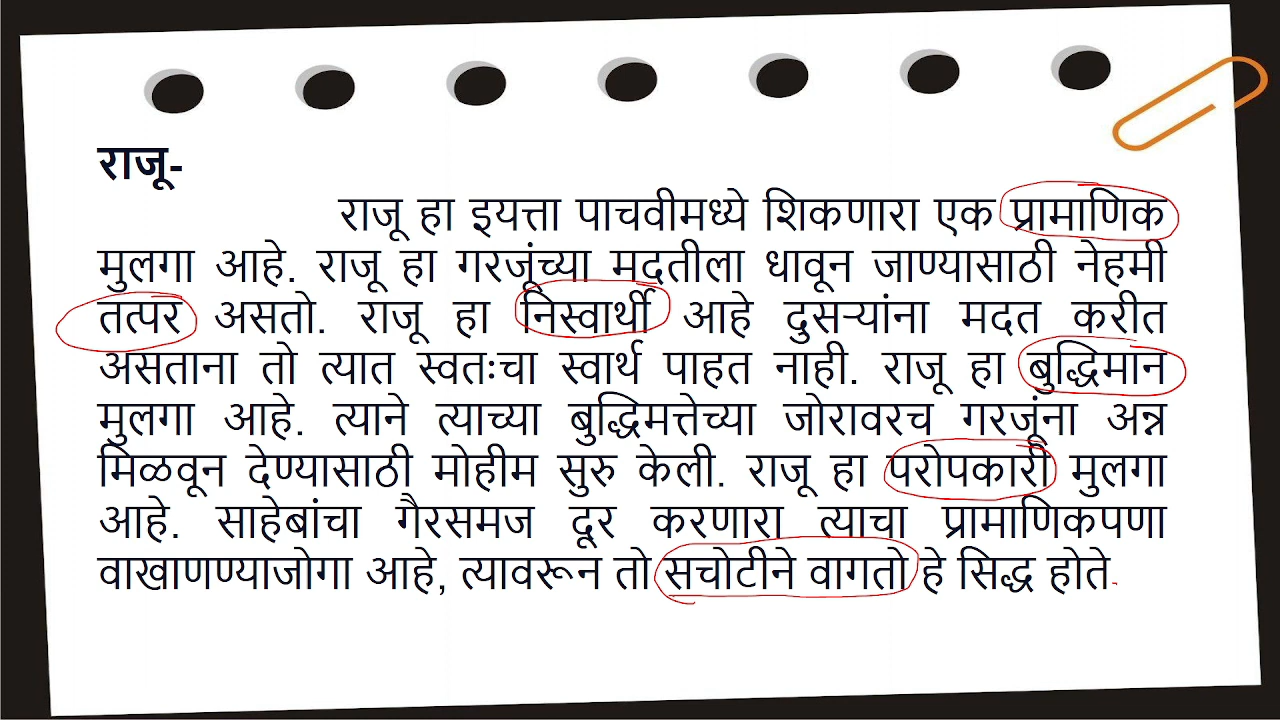 राजू-
राजू हा इयत्ता पाचवीमध्ये शिकणारा एक प्रामाणिक
मुलगा आहे. राजू हा गरजूंच्या मदतीला धावून जाण्यासाठी नेहमी
तत्पर असतो. राजू हा निस्वार्थी आहे दुसऱ्यांना मदत करीत
असताना तो त्यात स्वतःचा स्वार्थ पाहत नाही. राजू हा बुद्धिमान
मुलगा आहे. त्याने त्याच्या बुद्धिमत्तेच्या जोरावरच गरजूंना अन्न
मिळवून देण्यासाठी मोहीम सुरु केली. राजू हा परोपकारी मुलगा
आहे. साहेबांचा गैरसमज दूर करणारा त्याचा प्रामाणिकपणा
वाखाणण्याजोगा आहे, त्यावरून तो सचोटीने वागतो हे सिद्ध होते.